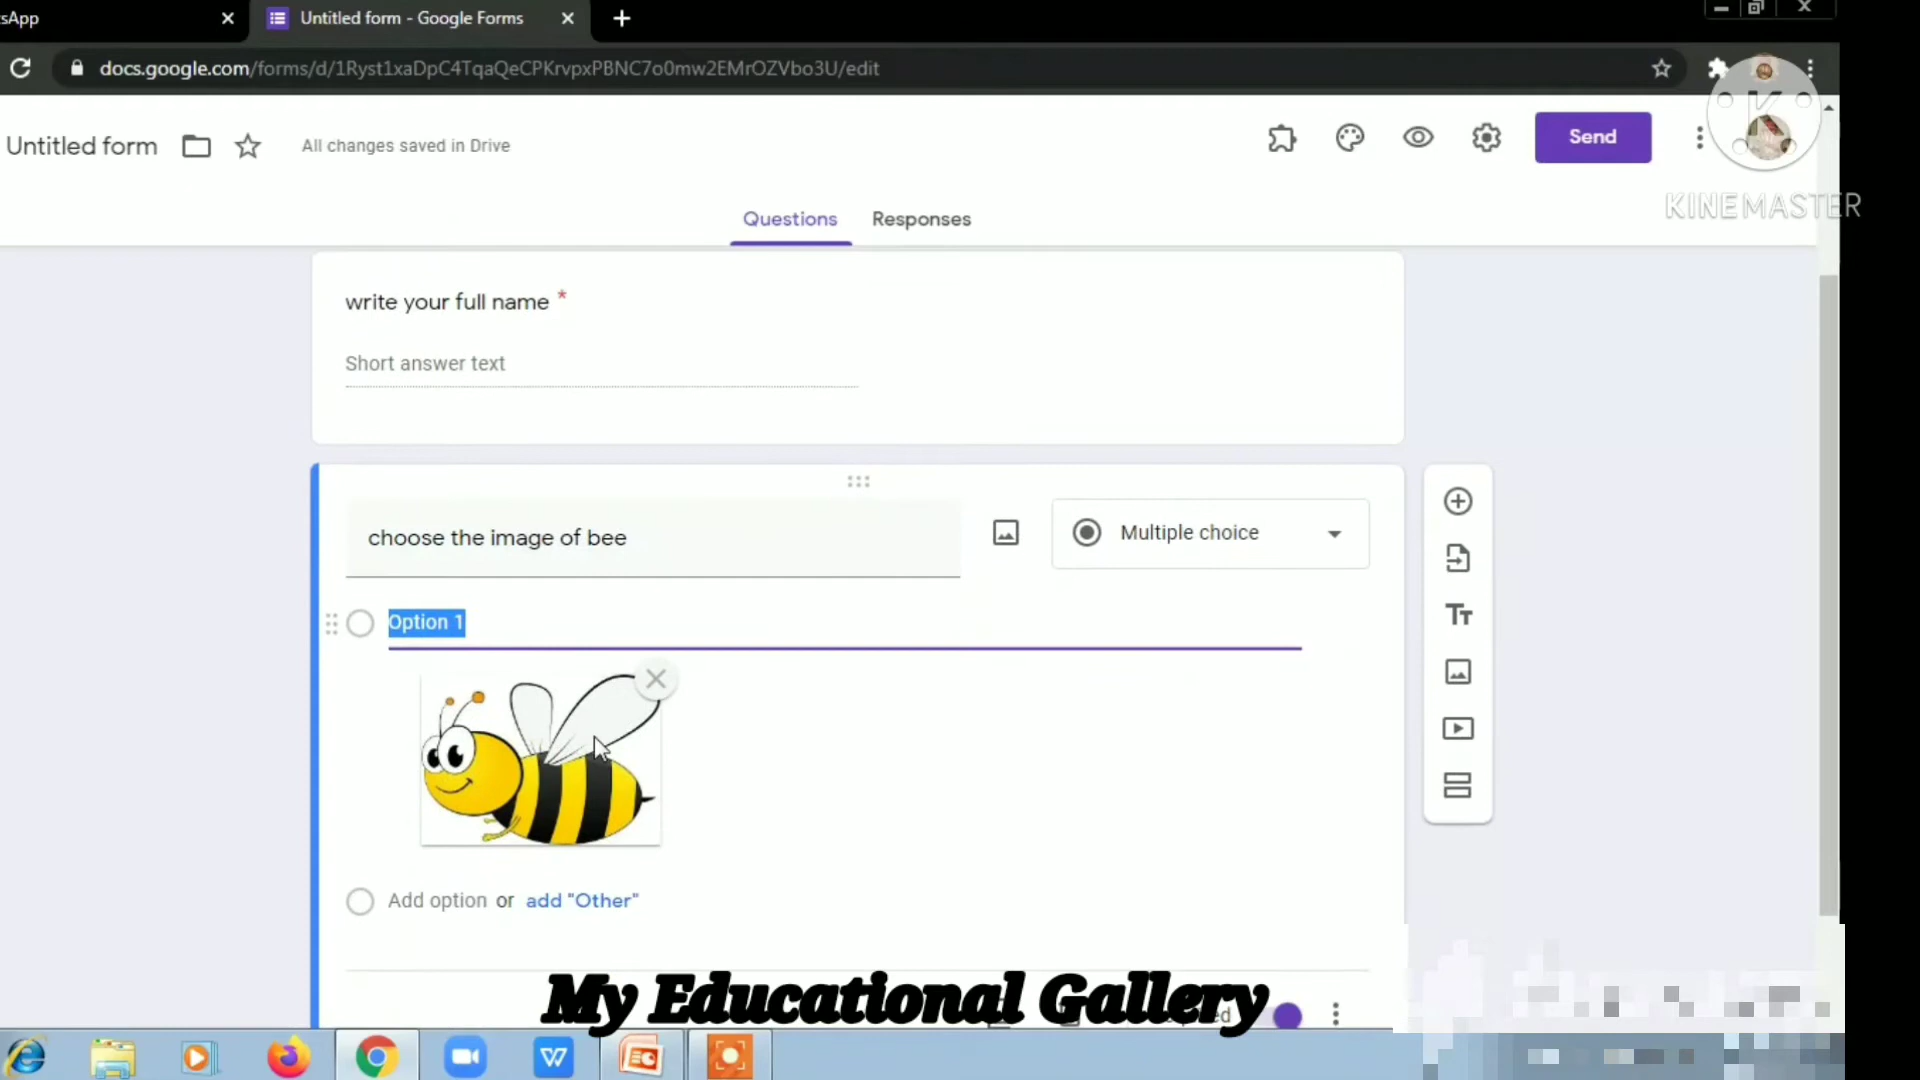 sApp
Untitled form - Google Forms
docs.google.com/forms/d/1Ryst1xaDpC4TqaQeCPKrvpxPBNC7o0mw2EMrOZVbo3U/edit
Untitled form
All changes saved in Drive
Send
KINEMASTER
Questions
Responses
write your full name *
Short answer text
choose the image of bee
Multiple choice
Option 1
Add option or add "Other"
My Educational Gallery